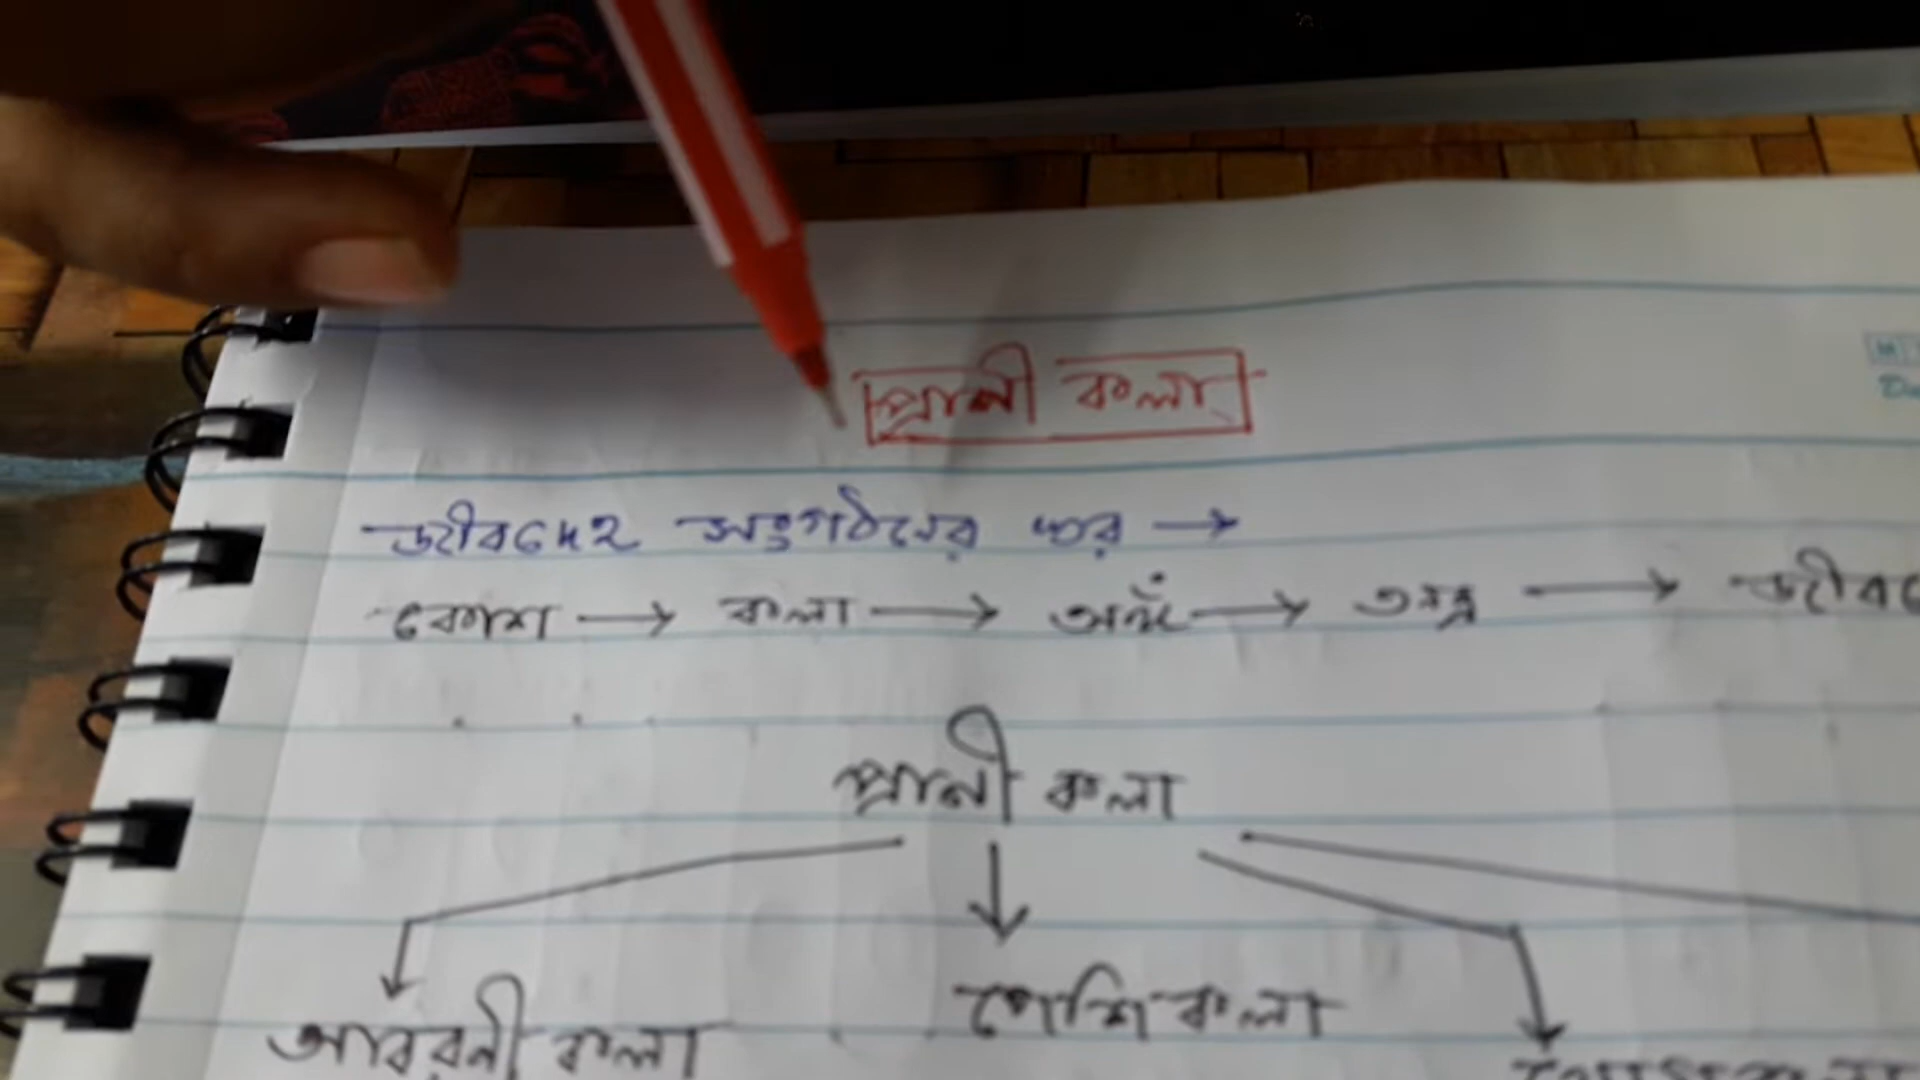 প্রানী কলা
জীবদেহ সংগঠনের স্তর →
কোশ → কলা → অঙ্গ → তন্ত্র →
প্রানী কলা
আবরনী কলা পেশি কলা